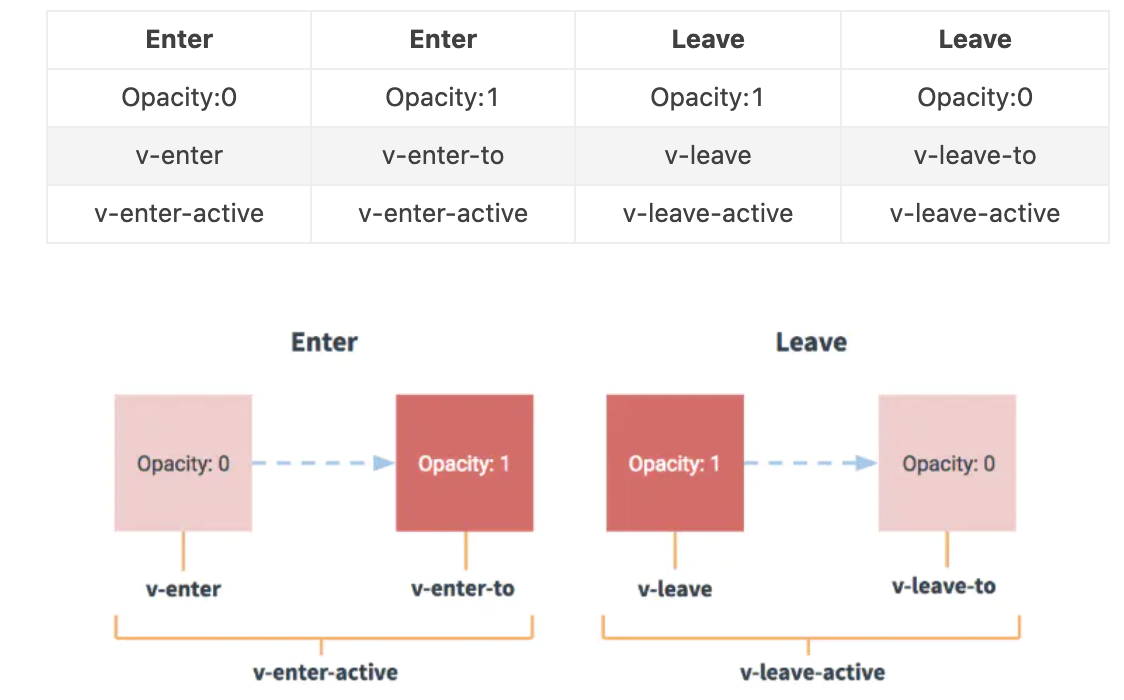 Enter Enter Leave Leave
Opacity:0 Opacity:1 Opacity:1 Opacity:0
v-enter v-enter-to v-leave v-leave-to
v-enter-active v-enter-active v-leave-active v-leave-active
Enter Leave
Opacity: 0 Opacity: 1 Opacity: 1 Opacity: 0
v-enter v-enter-to v-leave v-leave-to
v-enter-active v-leave-active